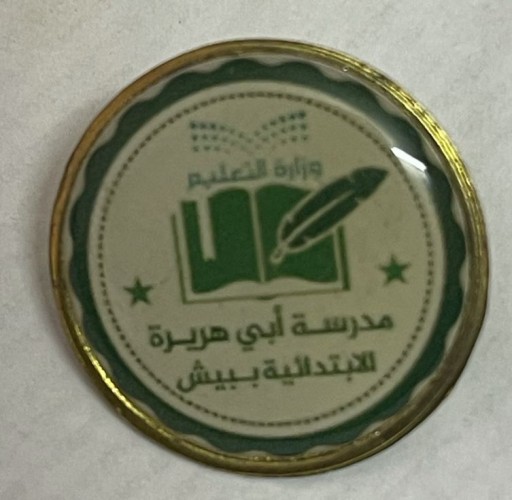 وزارة التعليم
مدرسة أبي هريرة
الابتدائية ببيش